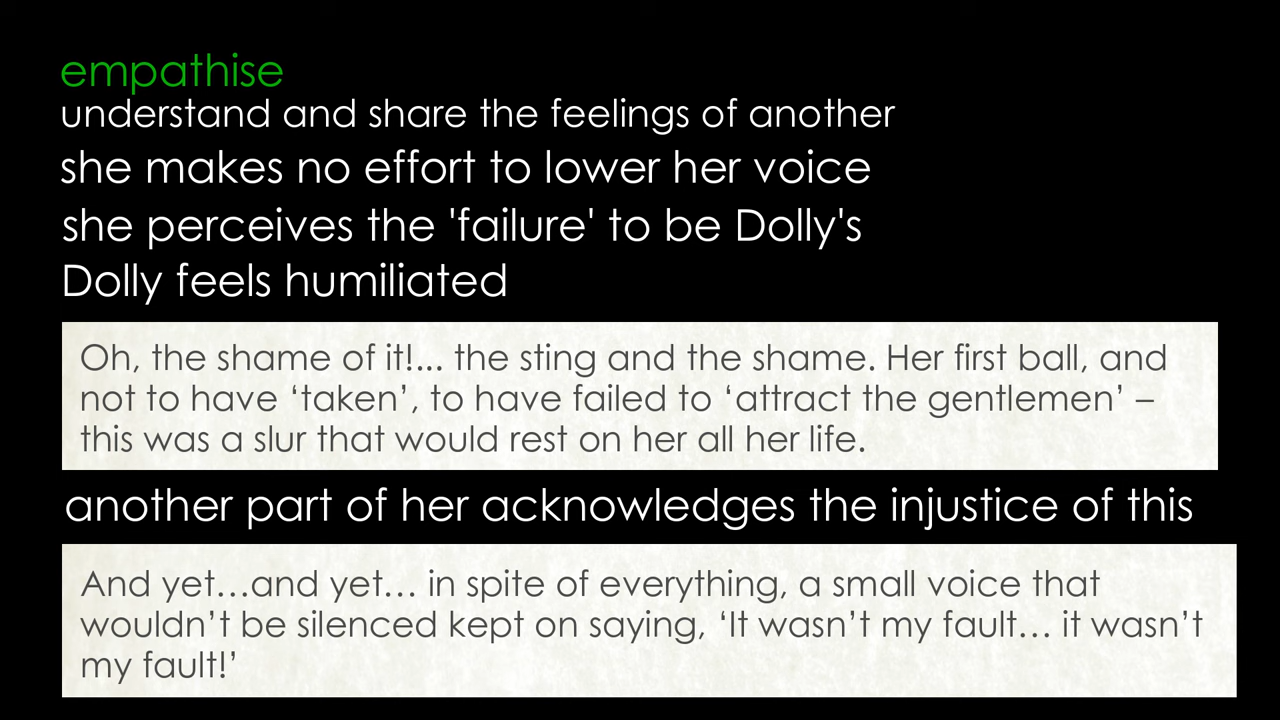 empathise
understand and share the feelings of another
she makes no effort to lower her voice
she perceives the 'failure' to be Dolly's
Dolly feels humiliated
Oh, the shame of it!... the sting and the shame. Her first ball, and
not to have ‘taken’, to have failed to ‘attract the gentlemen’ –
this was a slur that would rest on her all her life.
another part of her acknowledges the injustice of this
And yet…and yet… in spite of everything, a small voice that
wouldn’t be silenced kept on saying, ‘It wasn’t my fault… it wasn’t
my fault!’